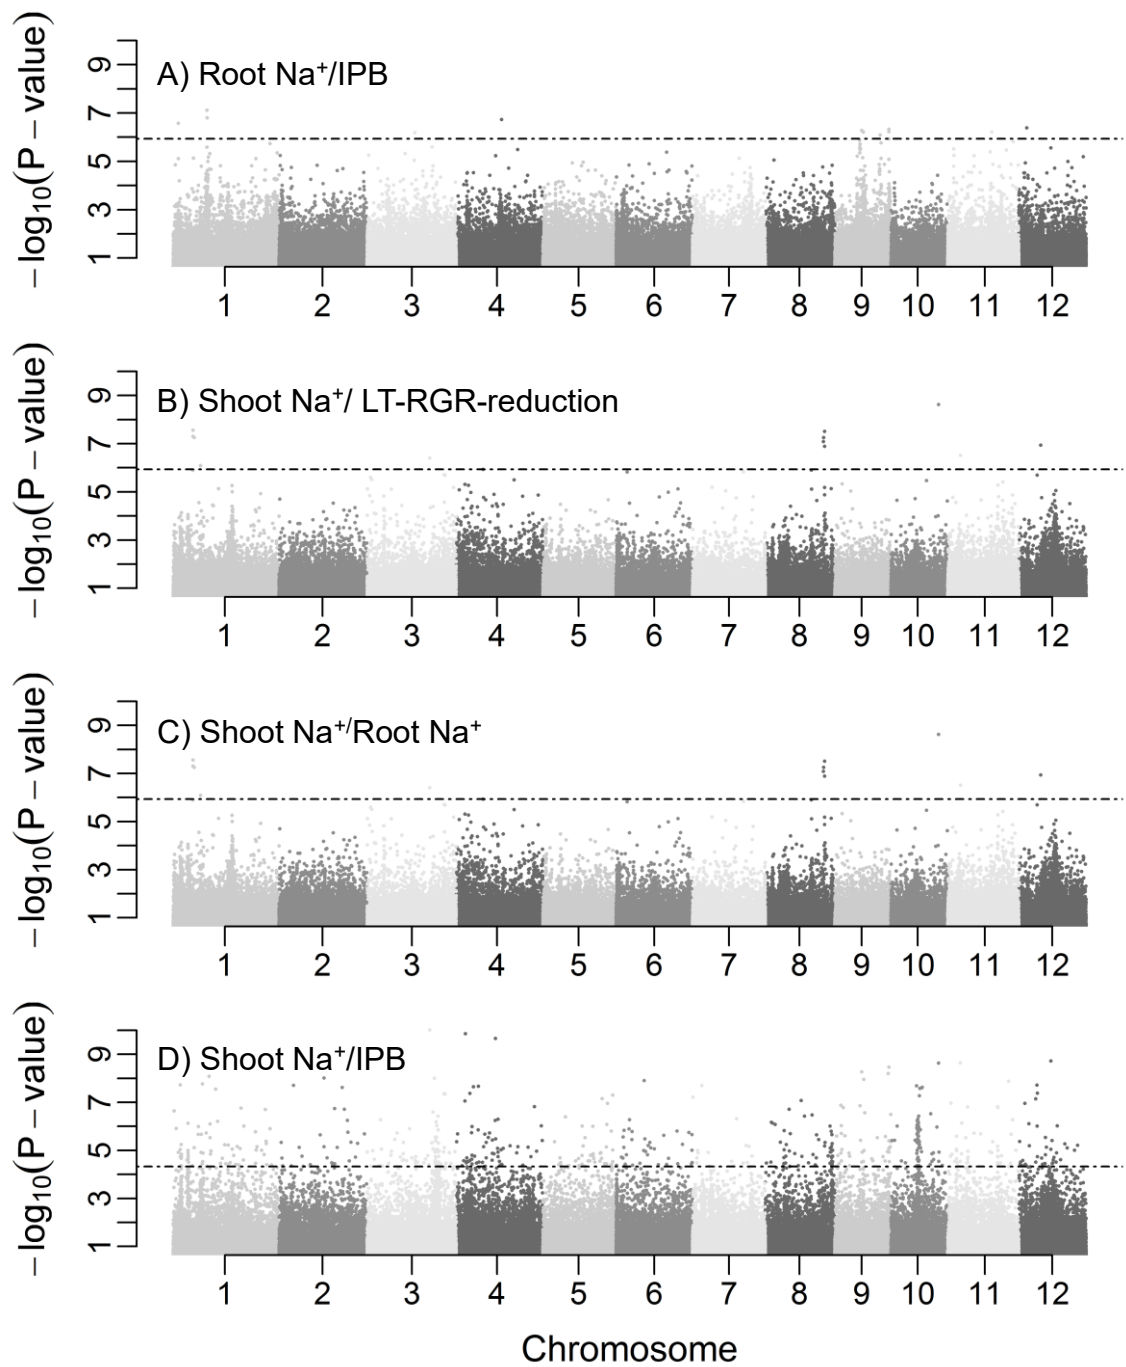 A) Root Na⁺/IPB
−log₁₀(P − value)
9
7
5
3
1
1 2 3 4 5 6 7 8 9 10 11 12
B) Shoot Na⁺/ LT-RGR-reduction
−log₁₀(P − value)
9
7
5
3
1
1 2 3 4 5 6 7 8 9 10 11 12
C) Shoot Na⁺/Root Na⁺
−log₁₀(P − value)
9
7
5
3
1
1 2 3 4 5 6 7 8 9 10 11 12
D) Shoot Na⁺/IPB
−log₁₀(P − value)
9
7
5
3
1
1 2 3 4 5 6 7 8 9 10 11 12
Chromosome